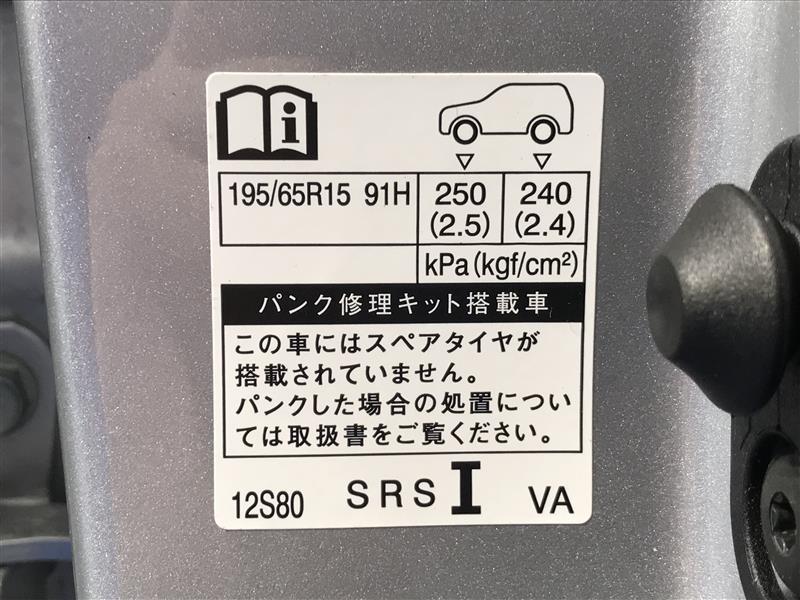 i
195/65R15 91H 250 240
(2.5) (2.4)
kPa(kgf/cm²)
パンク修理キット搭載車
この車にはスペアタイヤが
搭載されていません。
パンクした場合の処置につい
ては取扱書をご覧ください。
12S80 SRS I VA